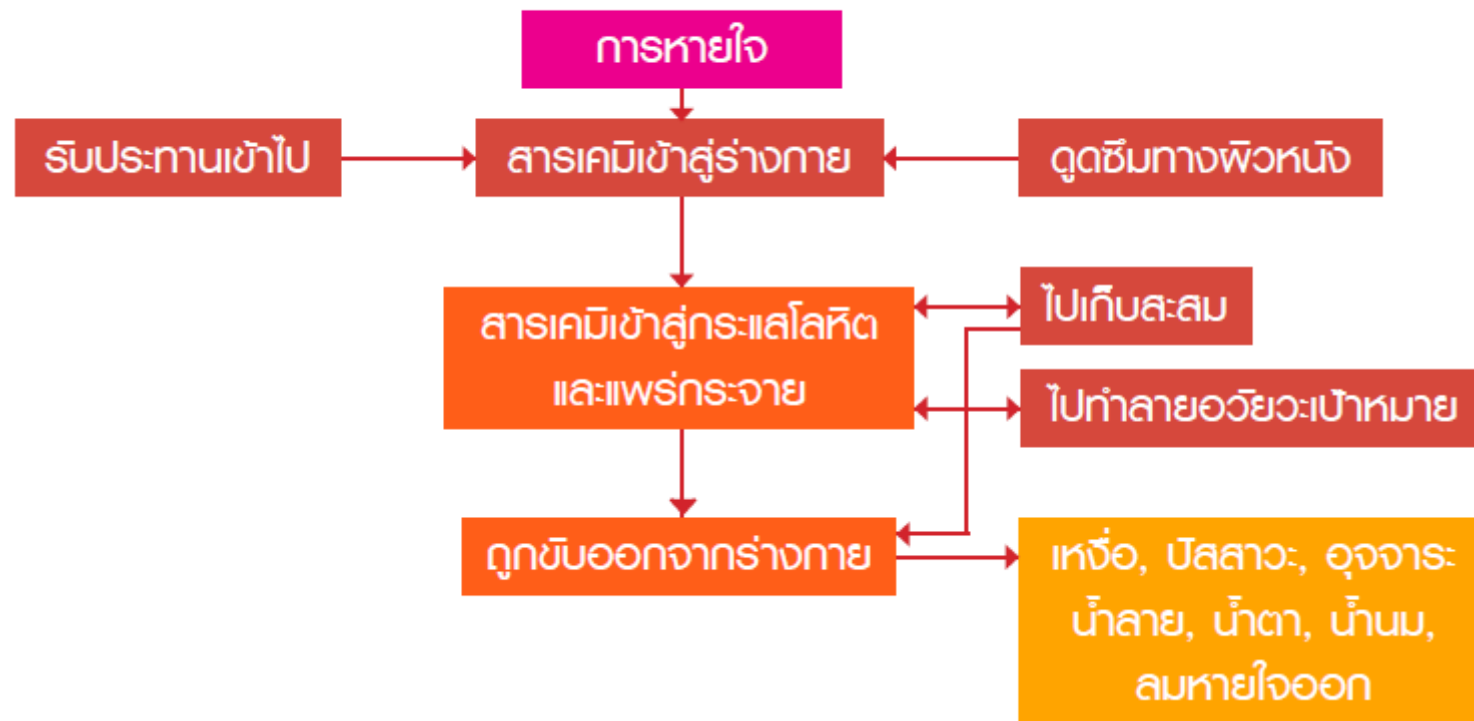 การหายใจ
รับประทานเข้าไป
สารเคมีเข้าสู่ร่างกาย
ดูดซึมทางผิวหนัง
สารเคมีเข้าสู่กระแสโลหิต
และแพร่กระจาย
ไปเก็บสะสม
ไปทำลายอวัยวะเป้าหมาย
ถูกขับออกจากร่างกาย
เหงื่อ, ปัสสาวะ, อุจจาระ
น้ำลาย, น้ำตา, น้ำนม,
ลมหายใจออก